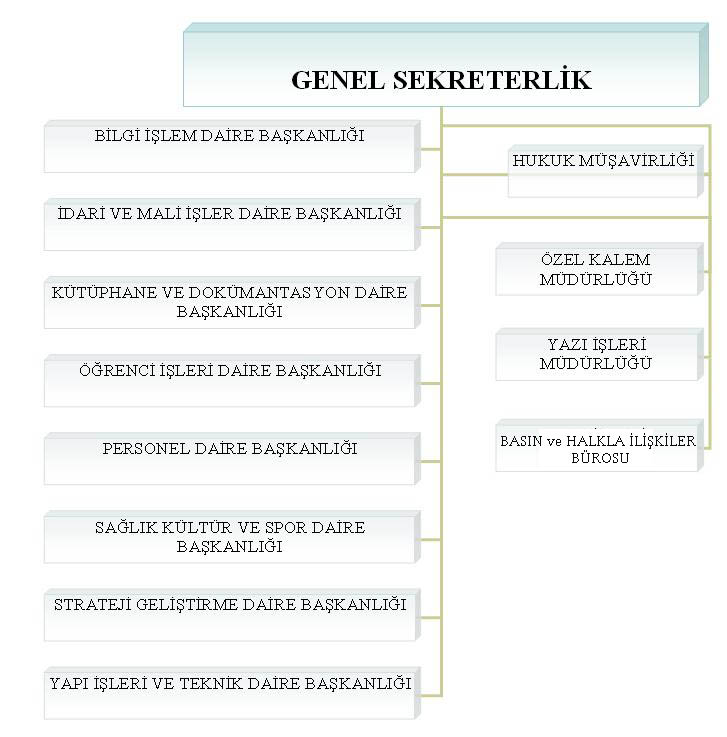 GENEL SEKRETERLİK
BİLGİ İŞLEM DAİRE BAŞKANLIĞI
İDARİ VE MALİ İŞLER DAİRE BAŞKANLIĞI
KÜTÜPHANE VE DOKÜMANTAS YON DAİRE
BAŞKANLIĞI
ÖĞRENCİ İŞLERİ DAİRE BAŞKANLIĞI
PERSONEL DAİRE BAŞKANLIĞI
SAĞLIK KÜLTÜR VE SPOR DAİRE
BAŞKANLIĞI
STRATEJİ GELİŞTİRME DAİRE BAŞKANLIĞI
YAPI İŞLERİ VE TEKNİK DAİRE BAŞKANLIĞI
HUKUK MÜŞAVİRLİĞİ
ÖZEL KALEM
MÜDÜRLÜĞÜ
YAZI İŞLERİ
MÜDÜRLÜĞÜ
BASIN ve HALKLA İLİŞKİLER
BÜROSU